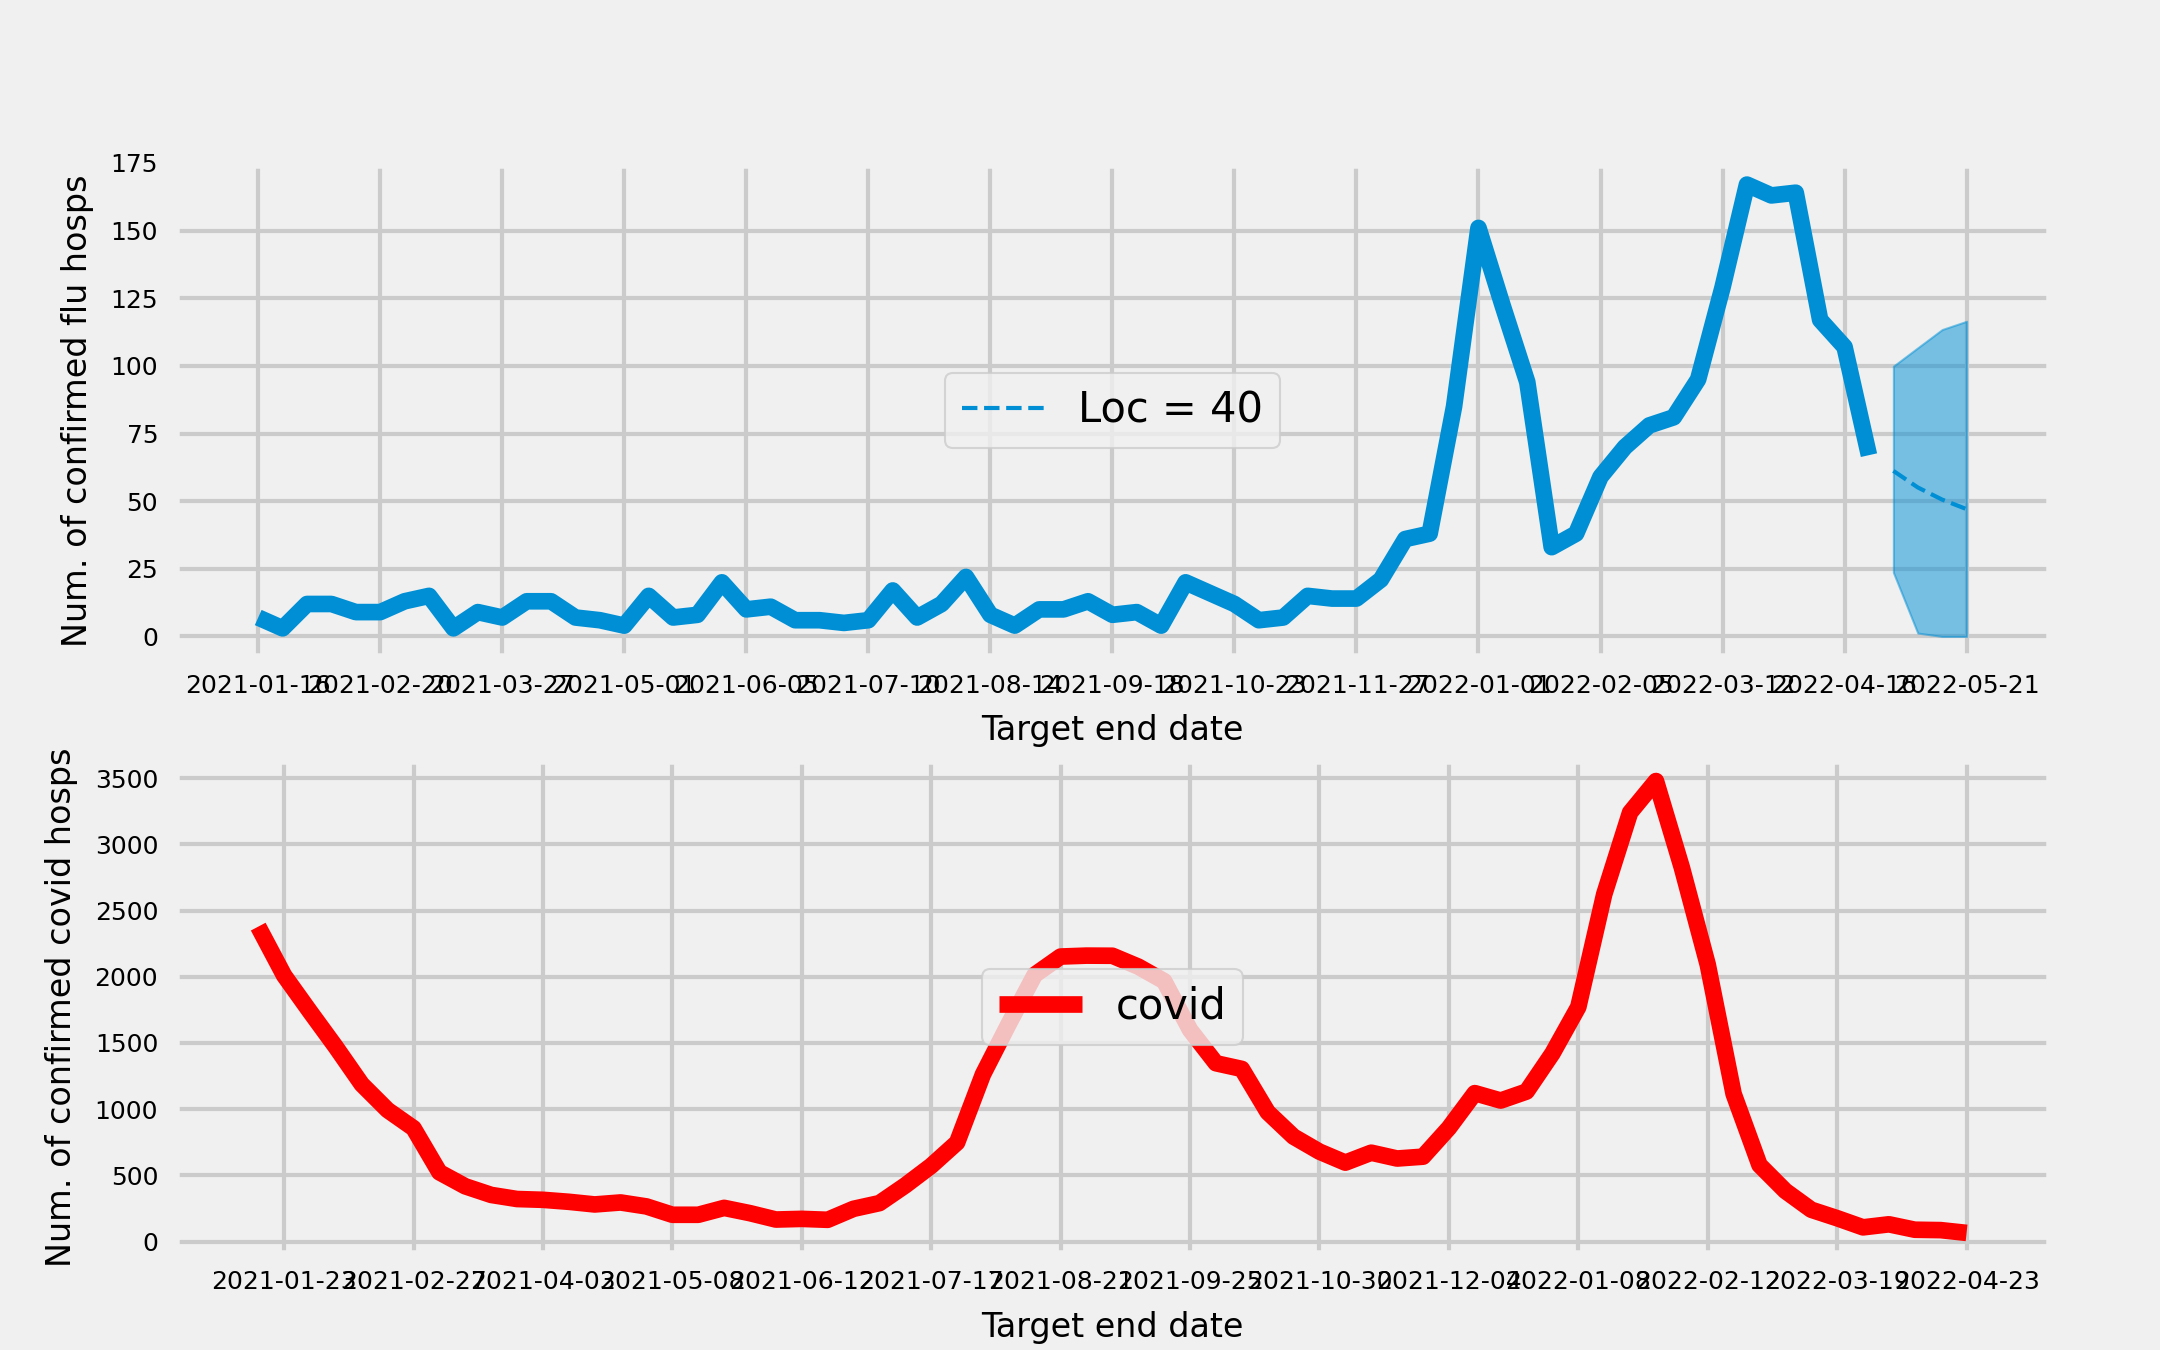 175
150
125
100
75
50
25
0
Num. of confirmed flu hosps
Loc = 40
2021-01-16 2021-02-20 2021-03-27 2021-05-01 2021-06-05 2021-07-10 2021-08-14 2021-09-18 2021-10-23 2021-11-27 2022-01-01 2022-02-05 2022-03-12 2022-04-16 2022-05-21
Target end date
3500
3000
2500
2000
1500
1000
500
0
Num. of confirmed covid hosps
covid
2021-01-23 2021-02-27 2021-04-03 2021-05-08 2021-06-12 2021-07-17 2021-08-21 2021-09-25 2021-10-30 2021-12-04 2022-01-08 2022-02-12 2022-03-19 2022-04-23
Target end date